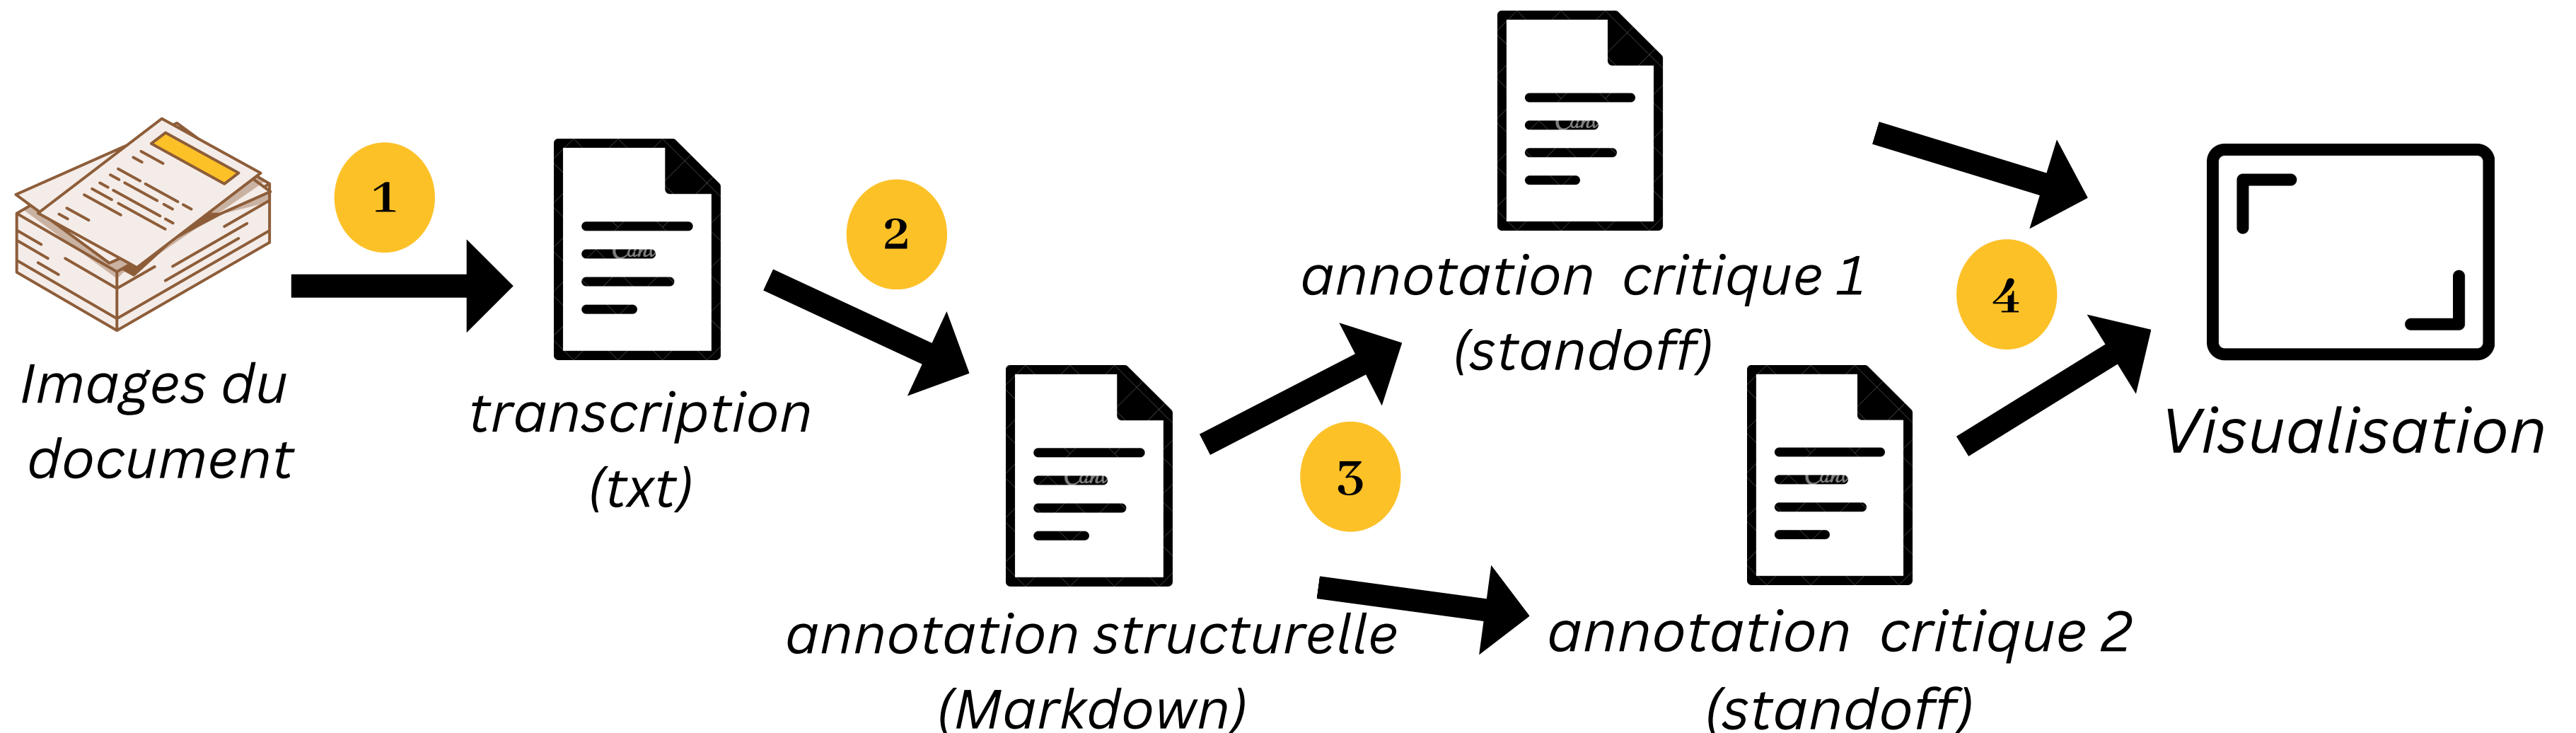 Images du
document
1
transcription
(txt)
2
annotation structurelle
(Markdown)
3
annotation critique 1
(standoff)
annotation critique 2
(standoff)
4
Visualisation